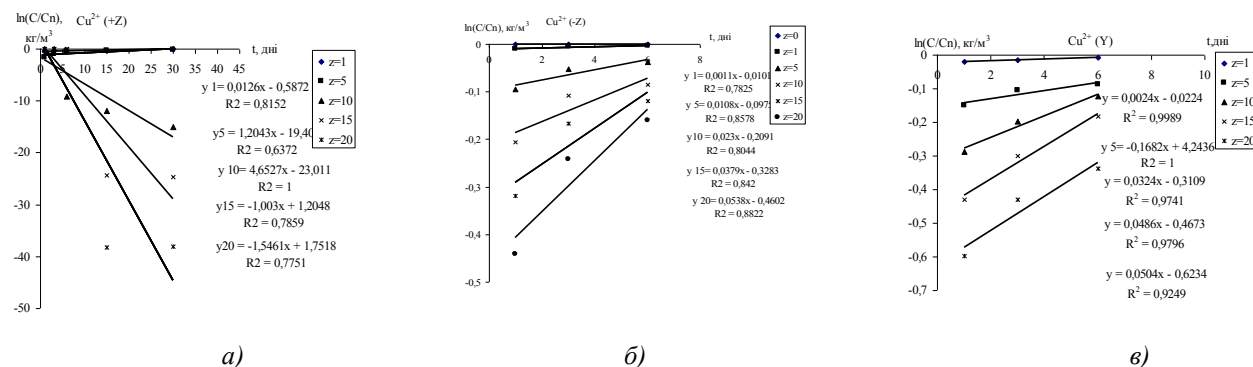 ln(C/Cn),
кг/м³
Cu²⁺ (+Z)
t, дні
0
-10
-20
-30
-40
-50
0 5 10 15 20 25 30 35 40 45
z=1
z=5
z=10
z=15
z=20
y 1= 0,0126x - 0,5872
R2 = 0,8152
y5 = 1,2043x - 19,40
R2 = 0,6372
y 10= 4,6527x - 23,011
R2 = 1
y15 = -1,003x + 1,2048
R2 = 0,7859
y20= -1,5461x + 1,7518
R2 = 0,7751
а)
ln(C/Cn), кг/м³
Cu²⁺ (-Z)
t, дні
0
-0,1
-0,2
-0,3
-0,4
-0,5
0 2 4 6 8
z=0
z=1
z=5
z=10
z=15
z=20
y 1= 0,0011x - 0,0101
R2 = 0,7825
y 5= 0,0108x - 0,097
R2 = 0,8578
y10 = 0,023x - 0,2091
R2 = 0,8044
y 15= 0,0379x - 0,3283
R2 = 0,842
y 20= 0,0538x - 0,4602
R2 = 0,8822
б)
ln(C/Cn), кг/м³
Cu²⁺ (Y)
t,дні
0
-0,1
-0,2
-0,3
-0,4
-0,5
-0,6
-0,7
0 2 4 6 8 10
z=1
z=5
z=10
z=15
z=20
y = 0,0024x - 0,0224
R² = 0,9989
y 5= -0,1682x + 4,2436
R2 = 1
y = 0,0324x - 0,3109
R² = 0,9741
y = 0,0486x - 0,4673
R² = 0,9796
y = 0,0504x - 0,6234
R² = 0,9249
в)